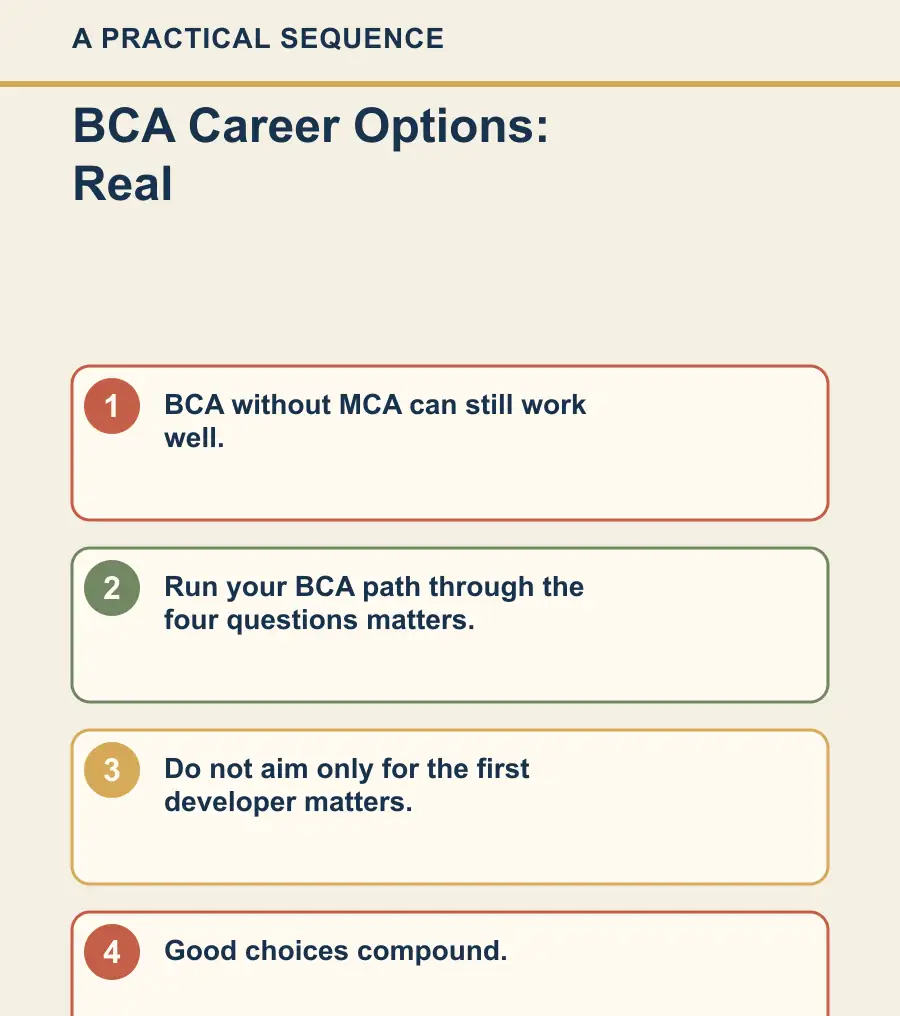 A PRACTICAL SEQUENCE
BCA Career Options:
Real
1
BCA without MCA can still work
well.
2
Run your BCA path through the
four questions matters.
3
Do not aim only for the first
developer matters.
4
Good choices compound.